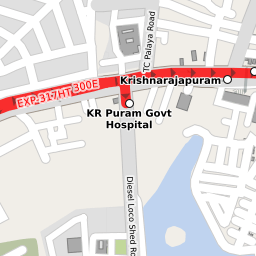 TC Palaya Road
Krishnarajapuram
EXP 317HT 300E
KR Puram Govt
Hospital
Diesel Loco Shed Ro